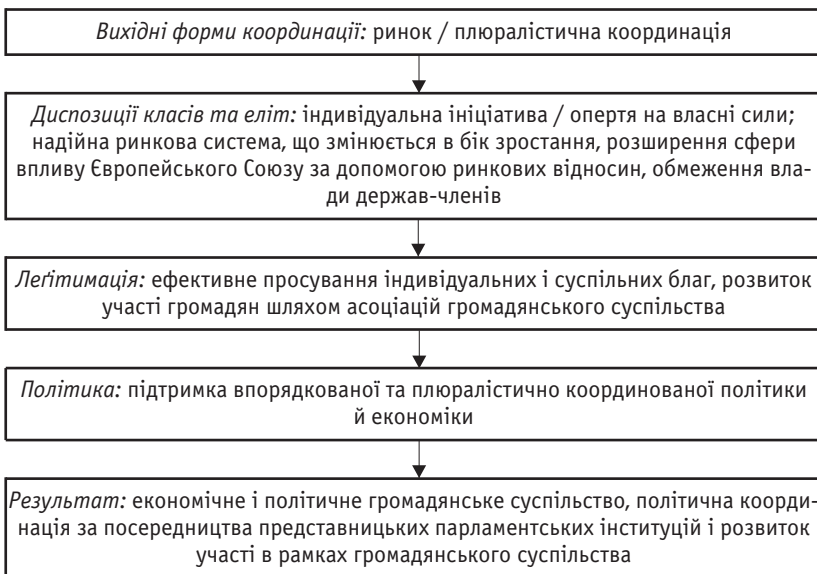 Вихідні форми координації: ринок / плюралістична координація
Диспозиції класів та еліт: індивідуальна ініціатива / опертя на власні сили;
надійна ринкова система, що змінюється в бік зростання, розширення сфери
впливу Європейського Союзу за допомогою ринкових відносин, обмеження вла-
ди держав-членів
Леґітимація: ефективне просування індивідуальних і суспільних благ, розвиток
участі громадян шляхом асоціацій громадянського суспільства
Політика: підтримка впорядкованої та плюралістично координованої політики
й економіки
Результат: економічне і політичне громадянське суспільство, політична коорди-
нація за посередництва представницьких парламентських інституцій і розвиток
участі в рамках громадянського суспільства